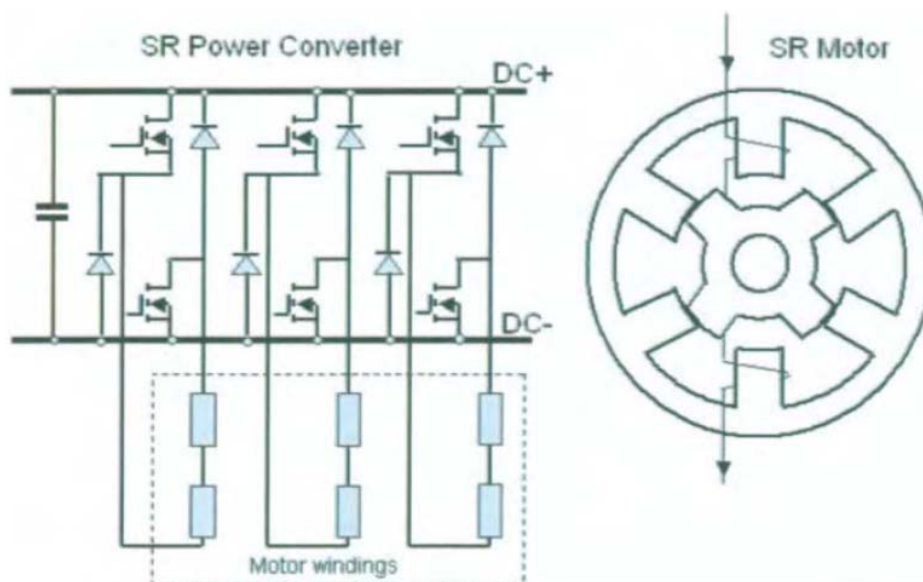 SR Power Converter
DC+
SR Motor
DC-
Motor windings